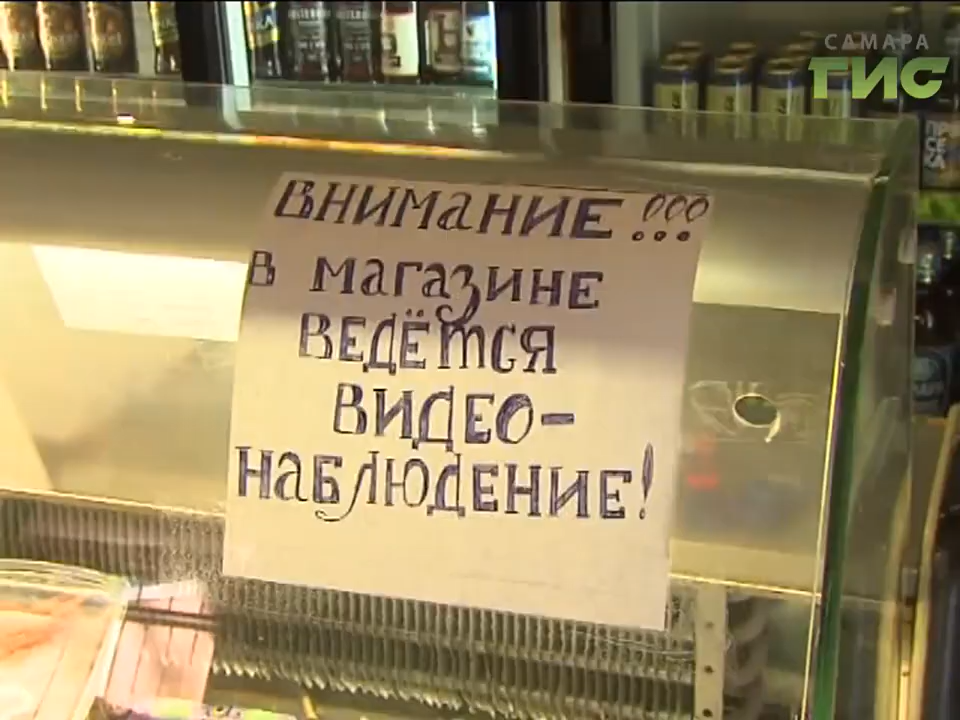 САМАРА
ГИС
ВНИМАНИЕ!!!
В магазине
ведётся
видео-
наблюдение!